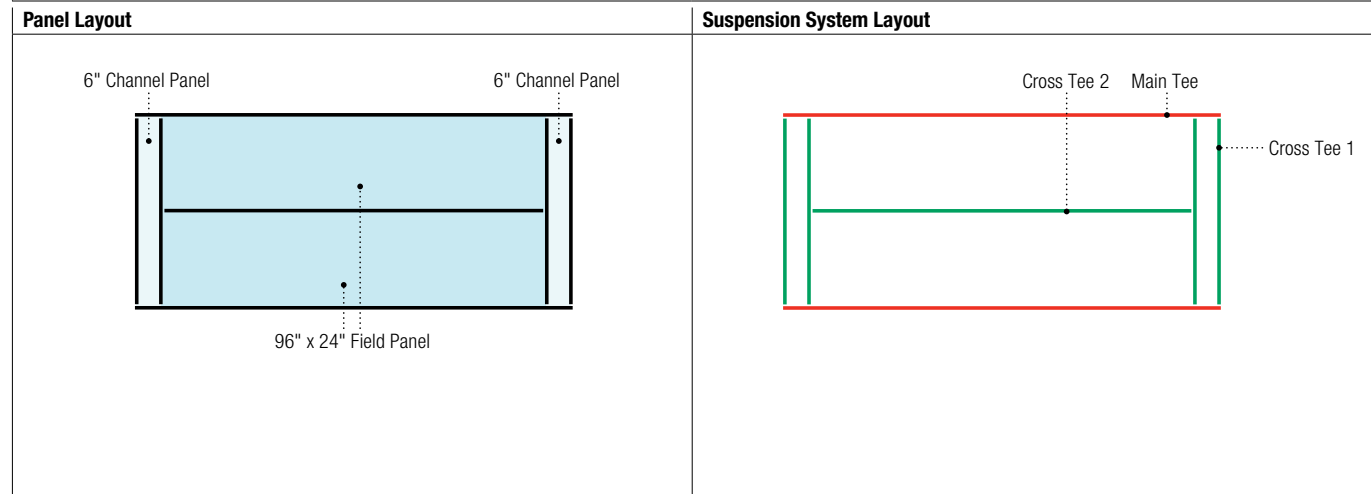 Panel Layout
Suspension System Layout
6" Channel Panel
6" Channel Panel
96" x 24" Field Panel
Cross Tee 2
Main Tee
Cross Tee 1